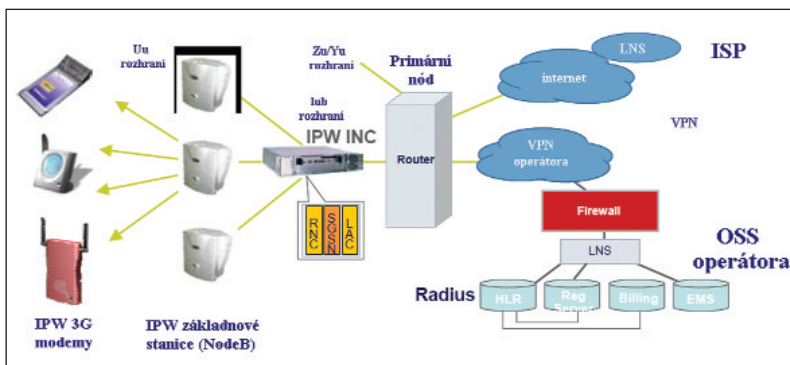 Uu
rozhraní
Zu/Yu
rozhraní
Primární
nód
LNS
ISP
internet
Iub
rozhraní
IPW INC
Router
VPN
operátora
VPN
RNC
SGSN
LAC
Firewall
LNS
OSS
operátora
Radius
HLR
Reg
Server
Billing
EMS
IPW 3G
modemy
IPW základnové
stanice (NodeB)